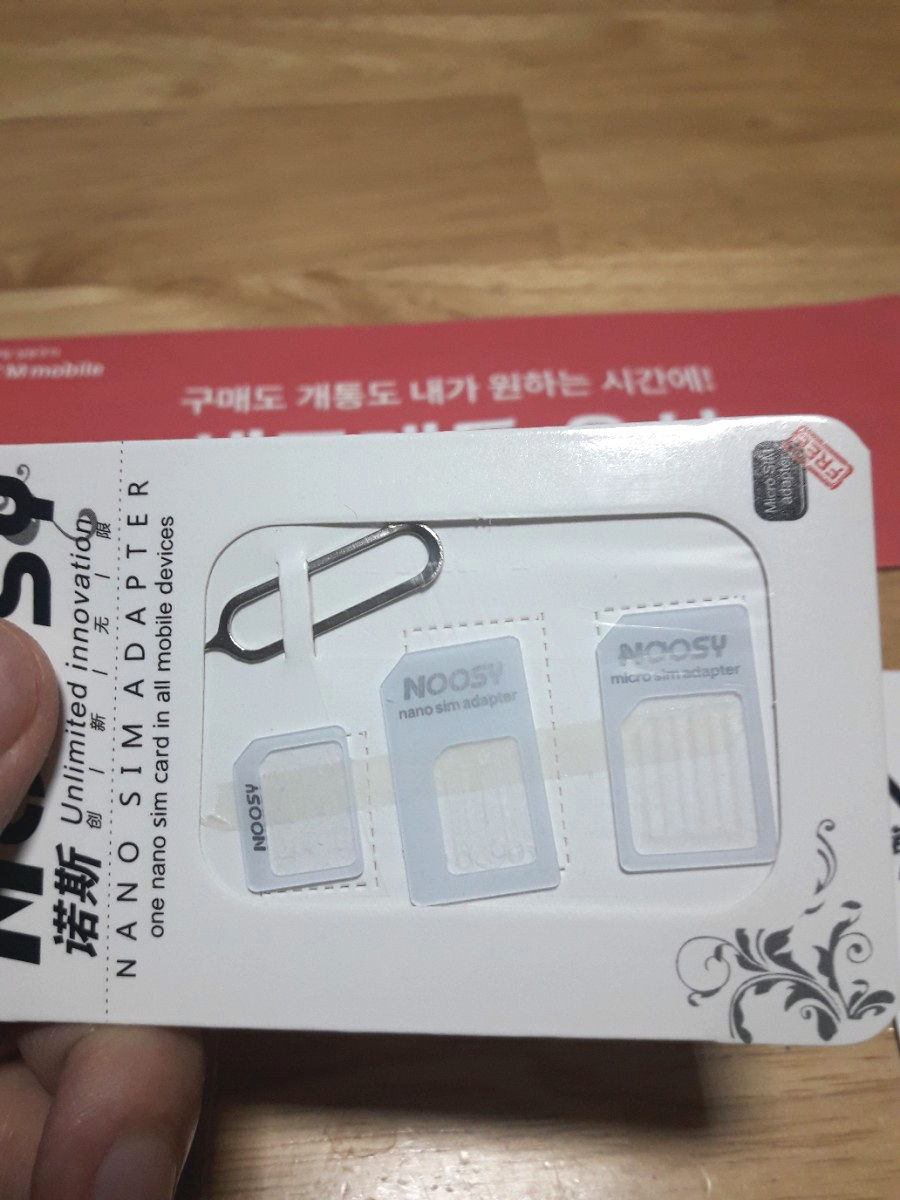 M mobile
구매도 개통도 내가 원하는 시간에!
诺斯
Unlimited innovation
创 | 新 | 无 | 限
NANO SIM ADAPTER
one nano sim card in all mobile devices
Micro SIM
adapter
FREE
NOOSY
NOOSY
nano sim adapter
NOOSY
micro sim adapter